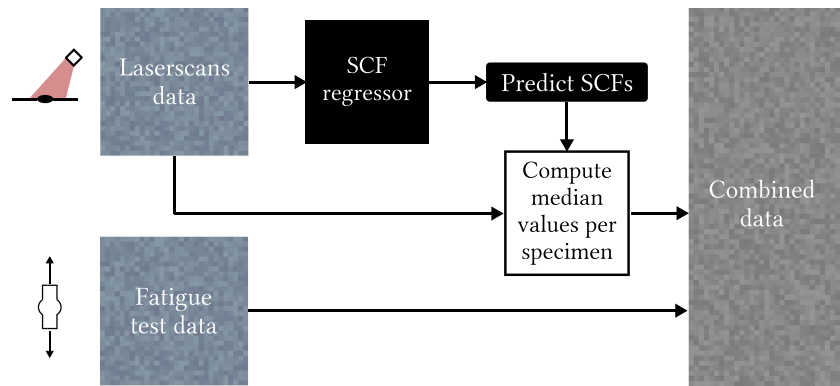 Laserscans
data
SCF
regressor
Predict SCFs
Compute
median
values per
specimen
Combined
data
Fatigue
test data